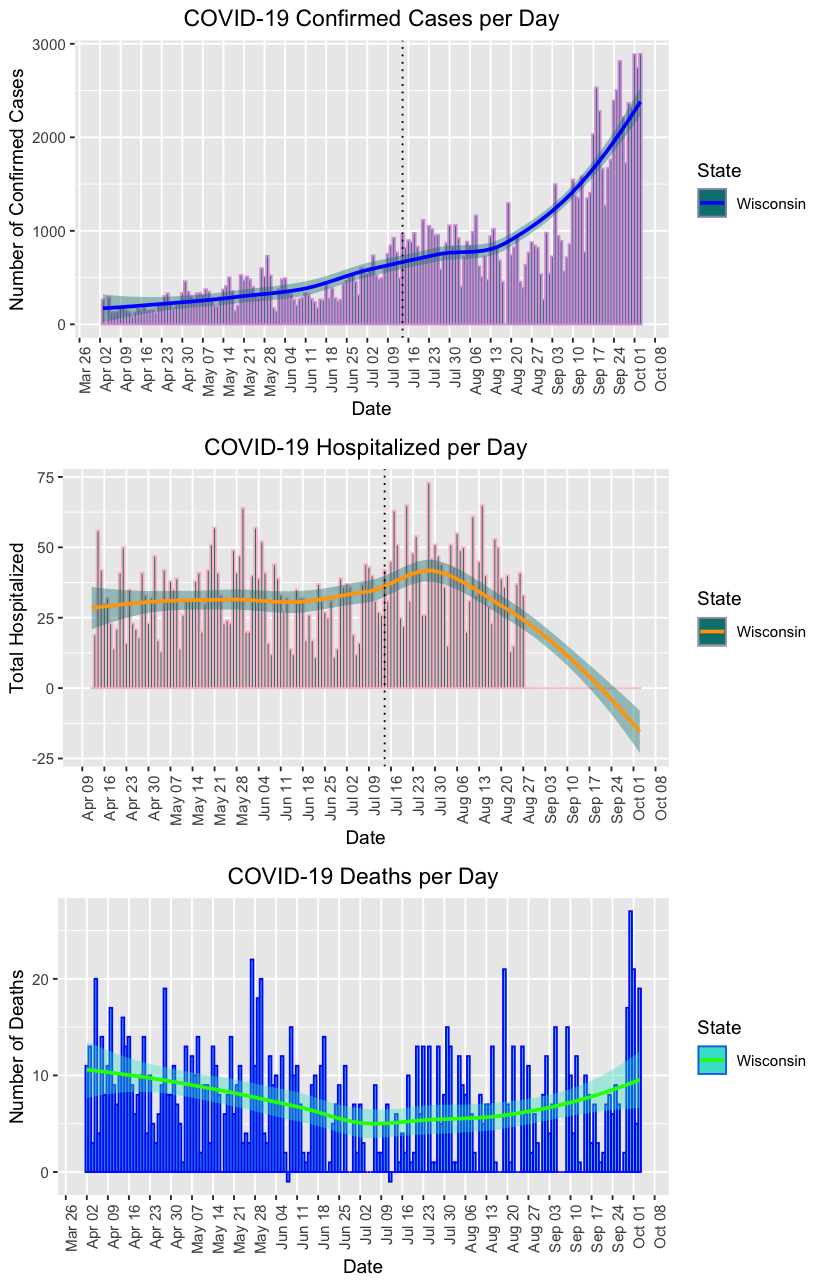 COVID-19 Confirmed Cases per Day
Number of Confirmed Cases
3000
2000
1000
0
Mar 26 Apr 02 Apr 09 Apr 16 Apr 23 Apr 30 May 07 May 14 May 21 May 28 Jun 04 Jun 11 Jun 18 Jun 25 Jul 02 Jul 09 Jul 16 Jul 23 Jul 30 Aug 06 Aug 13 Aug 20 Aug 27 Sep 03 Sep 10 Sep 17 Sep 24 Oct 01 Oct 08
Date
State
Wisconsin
COVID-19 Hospitalized per Day
Total Hospitalized
75
50
25
0
-25
Apr 09 Apr 16 Apr 23 Apr 30 May 07 May 14 May 21 May 28 Jun 04 Jun 11 Jun 18 Jun 25 Jul 02 Jul 09 Jul 16 Jul 23 Jul 30 Aug 06 Aug 13 Aug 20 Aug 27 Sep 03 Sep 10 Sep 17 Sep 24 Oct 01 Oct 08
Date
State
Wisconsin
COVID-19 Deaths per Day
Number of Deaths
20
10
0
Mar 26 Apr 02 Apr 09 Apr 16 Apr 23 Apr 30 May 07 May 14 May 21 May 28 Jun 04 Jun 11 Jun 18 Jun 25 Jul 02 Jul 09 Jul 16 Jul 23 Jul 30 Aug 06 Aug 13 Aug 20 Aug 27 Sep 03 Sep 10 Sep 17 Sep 24 Oct 01 Oct 08
Date
State
Wisconsin